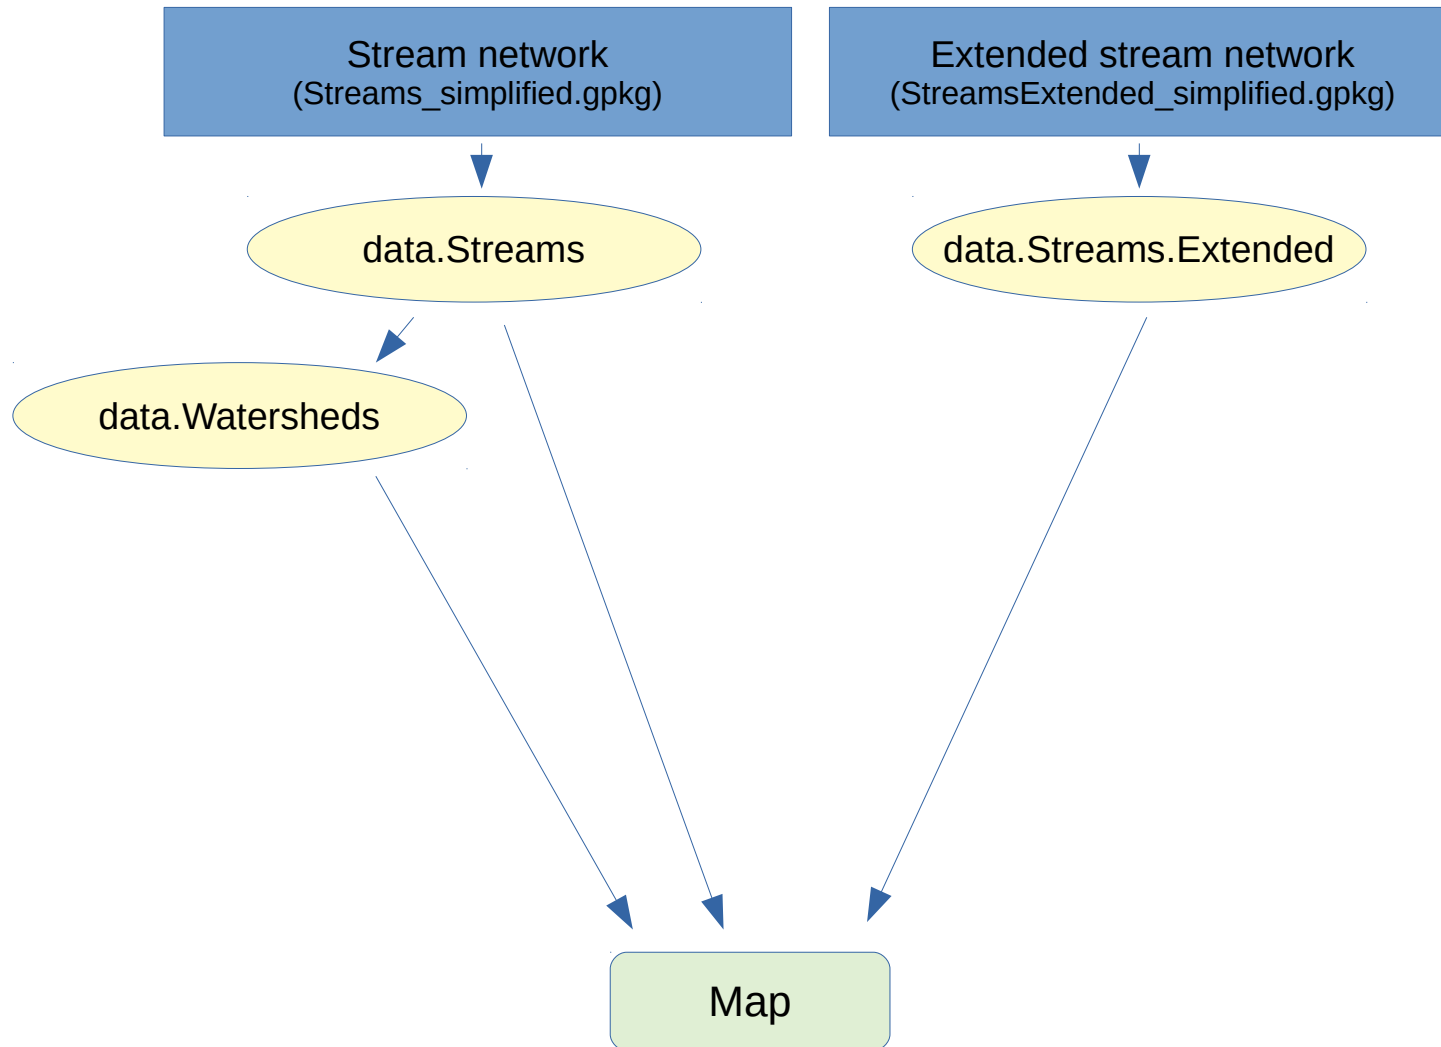 Stream network
(Streams_simplified.gpkg)
Extended stream network
(StreamsExtended_simplified.gpkg)
data.Streams
data.Streams.Extended
data.Watersheds
Map